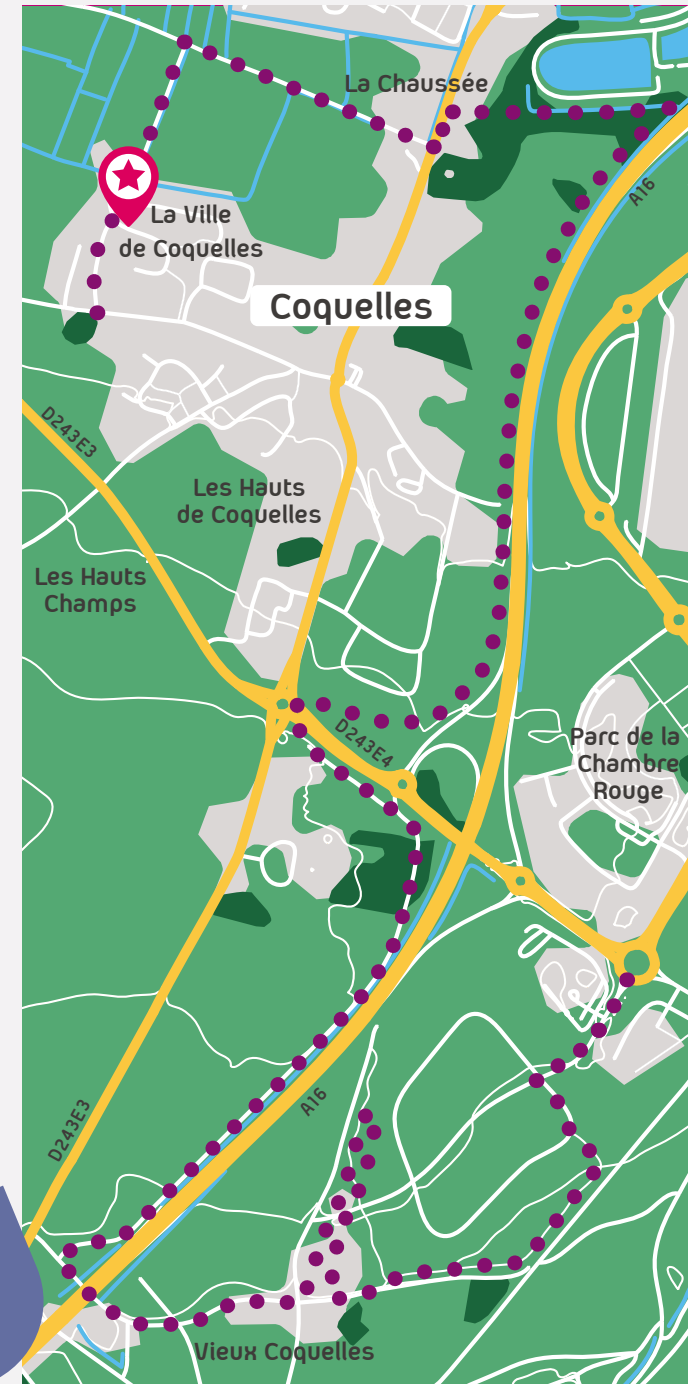 La Chaussée
A16
La Ville
de Coquelles
Coquelles
D243E3
Les Hauts
de Coquelles
Les Hauts
Champs
D243E4
Parc de la
Chambre
Rouge
A16
D243E3
Vieux Coquelles